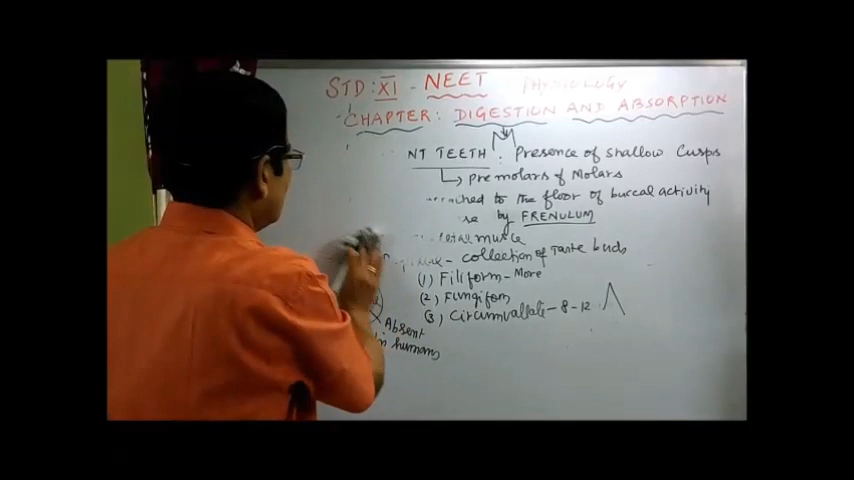 STD: XI - NEET PHYSIOLOGY
CHAPTER: DIGESTION AND ABSORPTION
NT TEETH: Presence of shallow Cusps
Premolars of Molars
to the floor of buccal activity
by FRENULUM
muscle
- collection of Taste buds
(1) Filiform - More
(2) Fungiform
(3) Circumvallate - 8-12
Absent
in humans